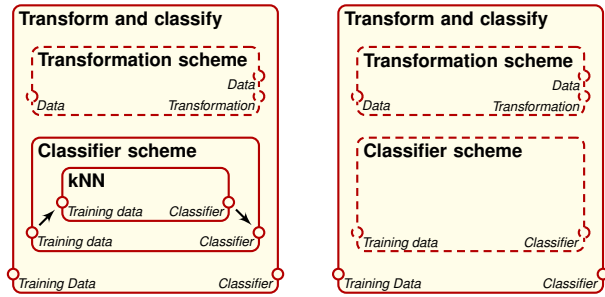 Transform and classify
Transformation scheme
Data
Data
Transformation
Classifier scheme
kNN
Training data
Classifier
Training data
Classifier
Training Data
Classifier
Transform and classify
Transformation scheme
Data
Data
Transformation
Classifier scheme
Training data
Classifier
Training Data
Classifier